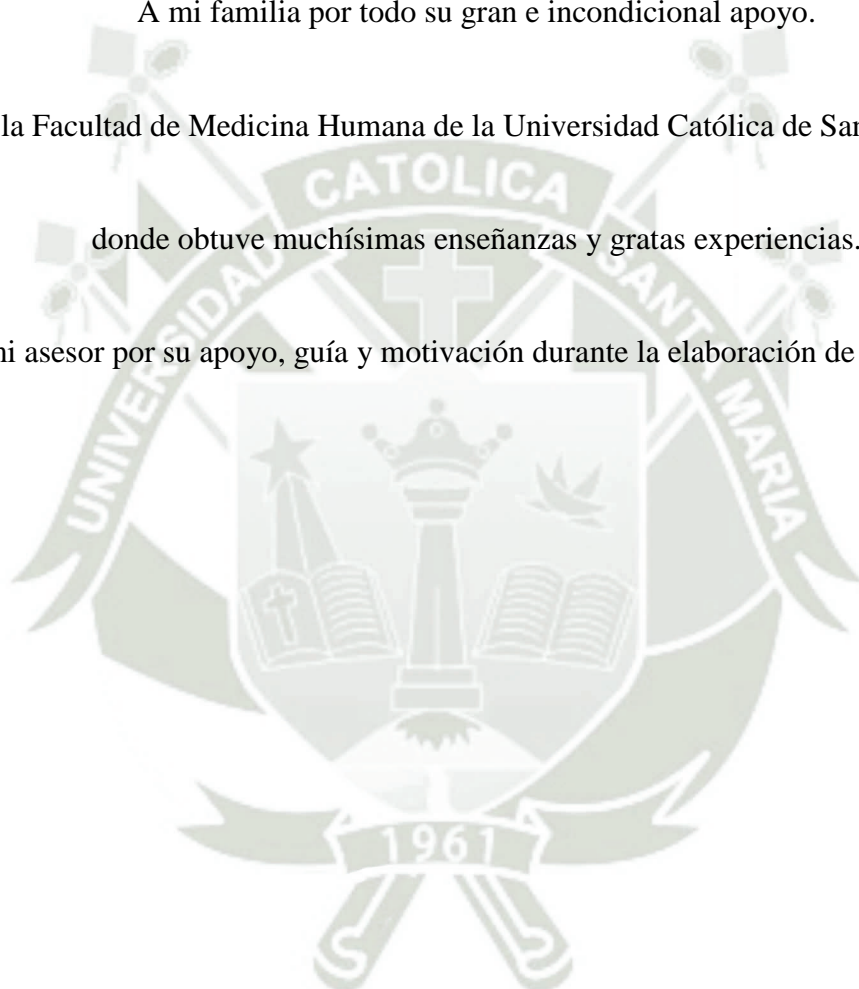 A mi familia por todo su gran e incondicional apoyo.
la Facultad de Medicina Humana de la Universidad Católica de
donde obtuve muchísimas enseñanzas y gratas experiencias.
asesor por su apoyo, guía y motivación durante la elaboración de
UNIVERSIDAD CATOLICA SANTA MARIA
1961